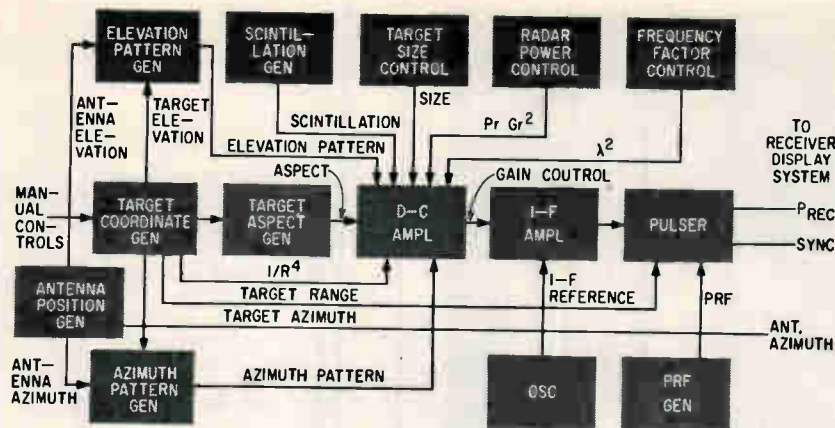 ELEVATION
PATTERN
GEN
SCINTIL-
LATION
GEN
TARGET
SIZE
CONTROL
RADAR
POWER
CONTROL
FREQUENCY
FACTOR
CONTROL
ANT-
ENNA
ELE-
VATION
TARGET
ELE-
VATION
SCINTILLATION
ELEVATION PATTERN
SIZE
Pr Gr²
λ²
TO
RECEIVER
DISPLAY
SYSTEM
ASPECT
GAIN COUTROL
MAN-
UAL
CON-
TROLS
TARGET
COORDINATE
GEN
TARGET
ASPECT
GEN
D-C
AMPL
I-F
AMPL
PULSER
PREC
SYNC
I/R⁴
TARGET RANGE
TARGET AZIMUTH
I-F
REFERENCE
PRF
ANTENNA
POSITION
GEN
ANT.
AZIMUTH
ANT-
ENNA
AZIMUTH
AZIMUTH
PATTERN
GEN
AZIMUTH PATTERN
OSC
PRF
GEN